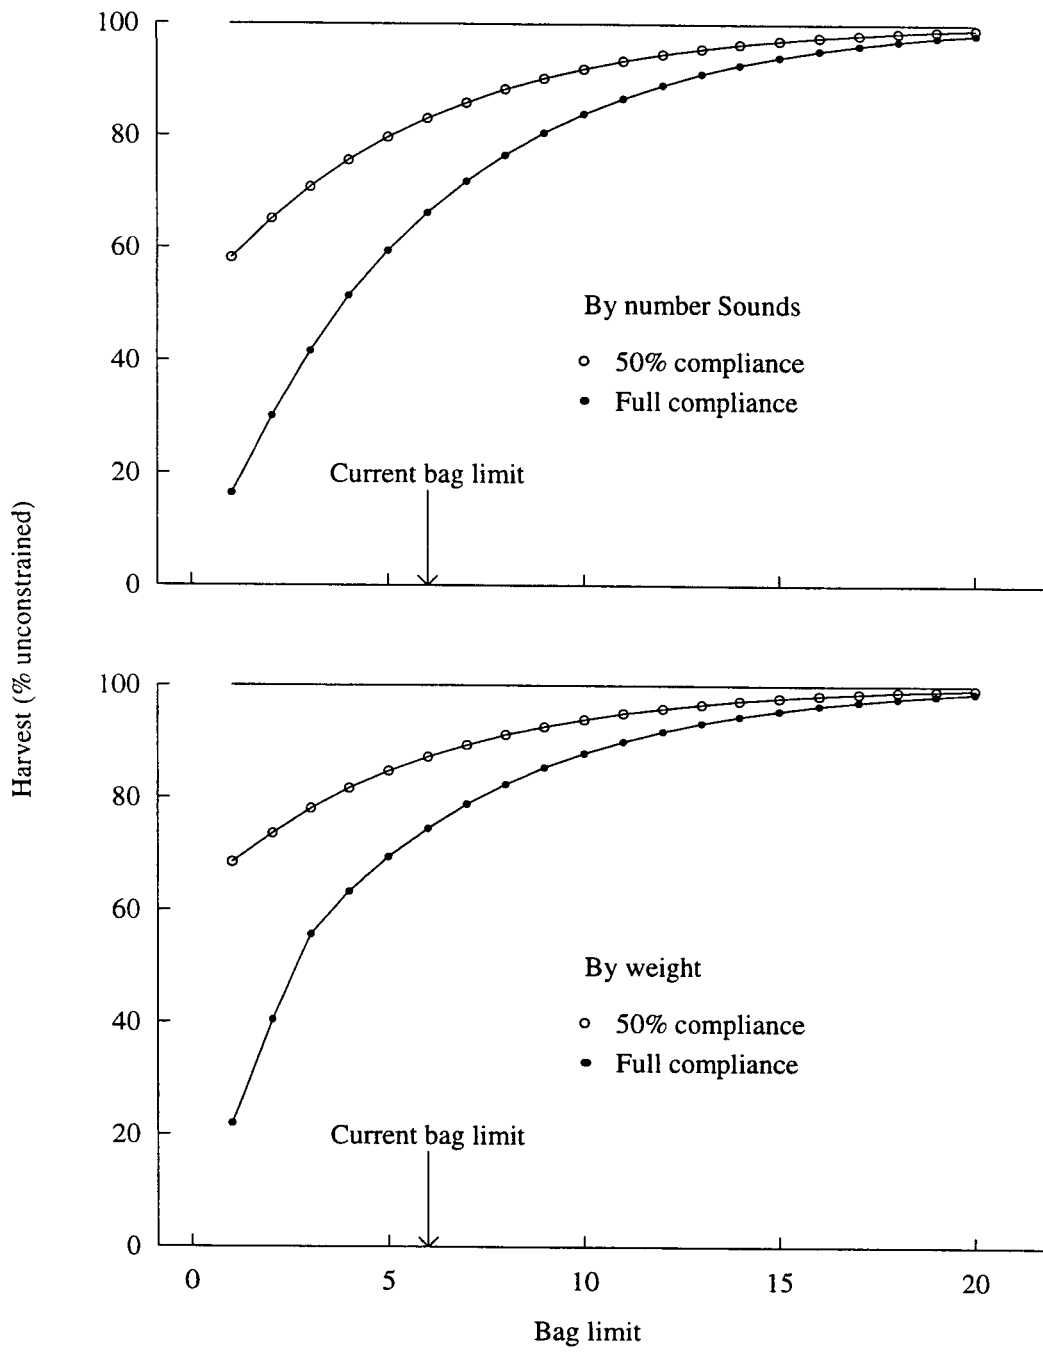 100
80
60
40
20
0
By number Sounds
50% compliance
Full compliance
Current bag limit
Harvest (% unconstrained)
100
80
60
40
20
0
By weight
50% compliance
Full compliance
Current bag limit
0 5 10 15 20
Bag limit